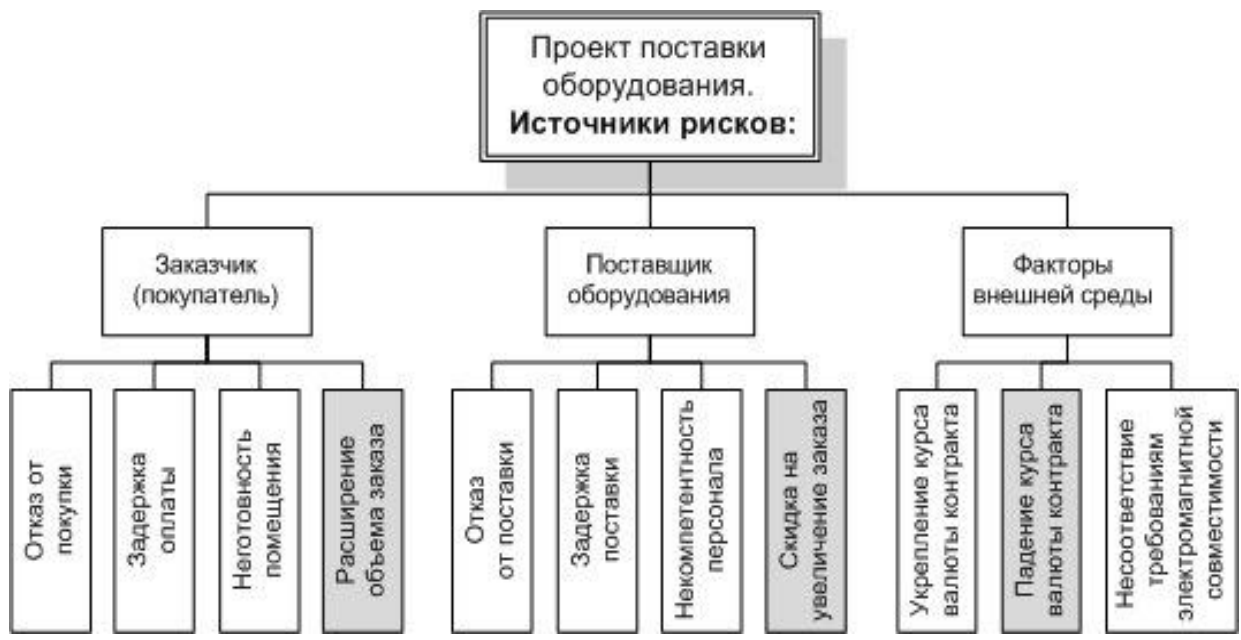 Проект поставки
оборудования.
Источники рисков:
Заказчик
(покупатель)
Поставщик
оборудования
Факторы
внешней среды
Отказ от
покупки
Задержка
оплаты
Неготовность
помещения
Расширение
объема заказа
Отказ
от поставки
Задержка
поставки
Некомпетентность
персонала
Скидка на
увеличение заказа
Укрепление курса
валюты контракта
Падение курса
валюты контракта
Несоответствие
требованиям
электромагнитной
совместимости